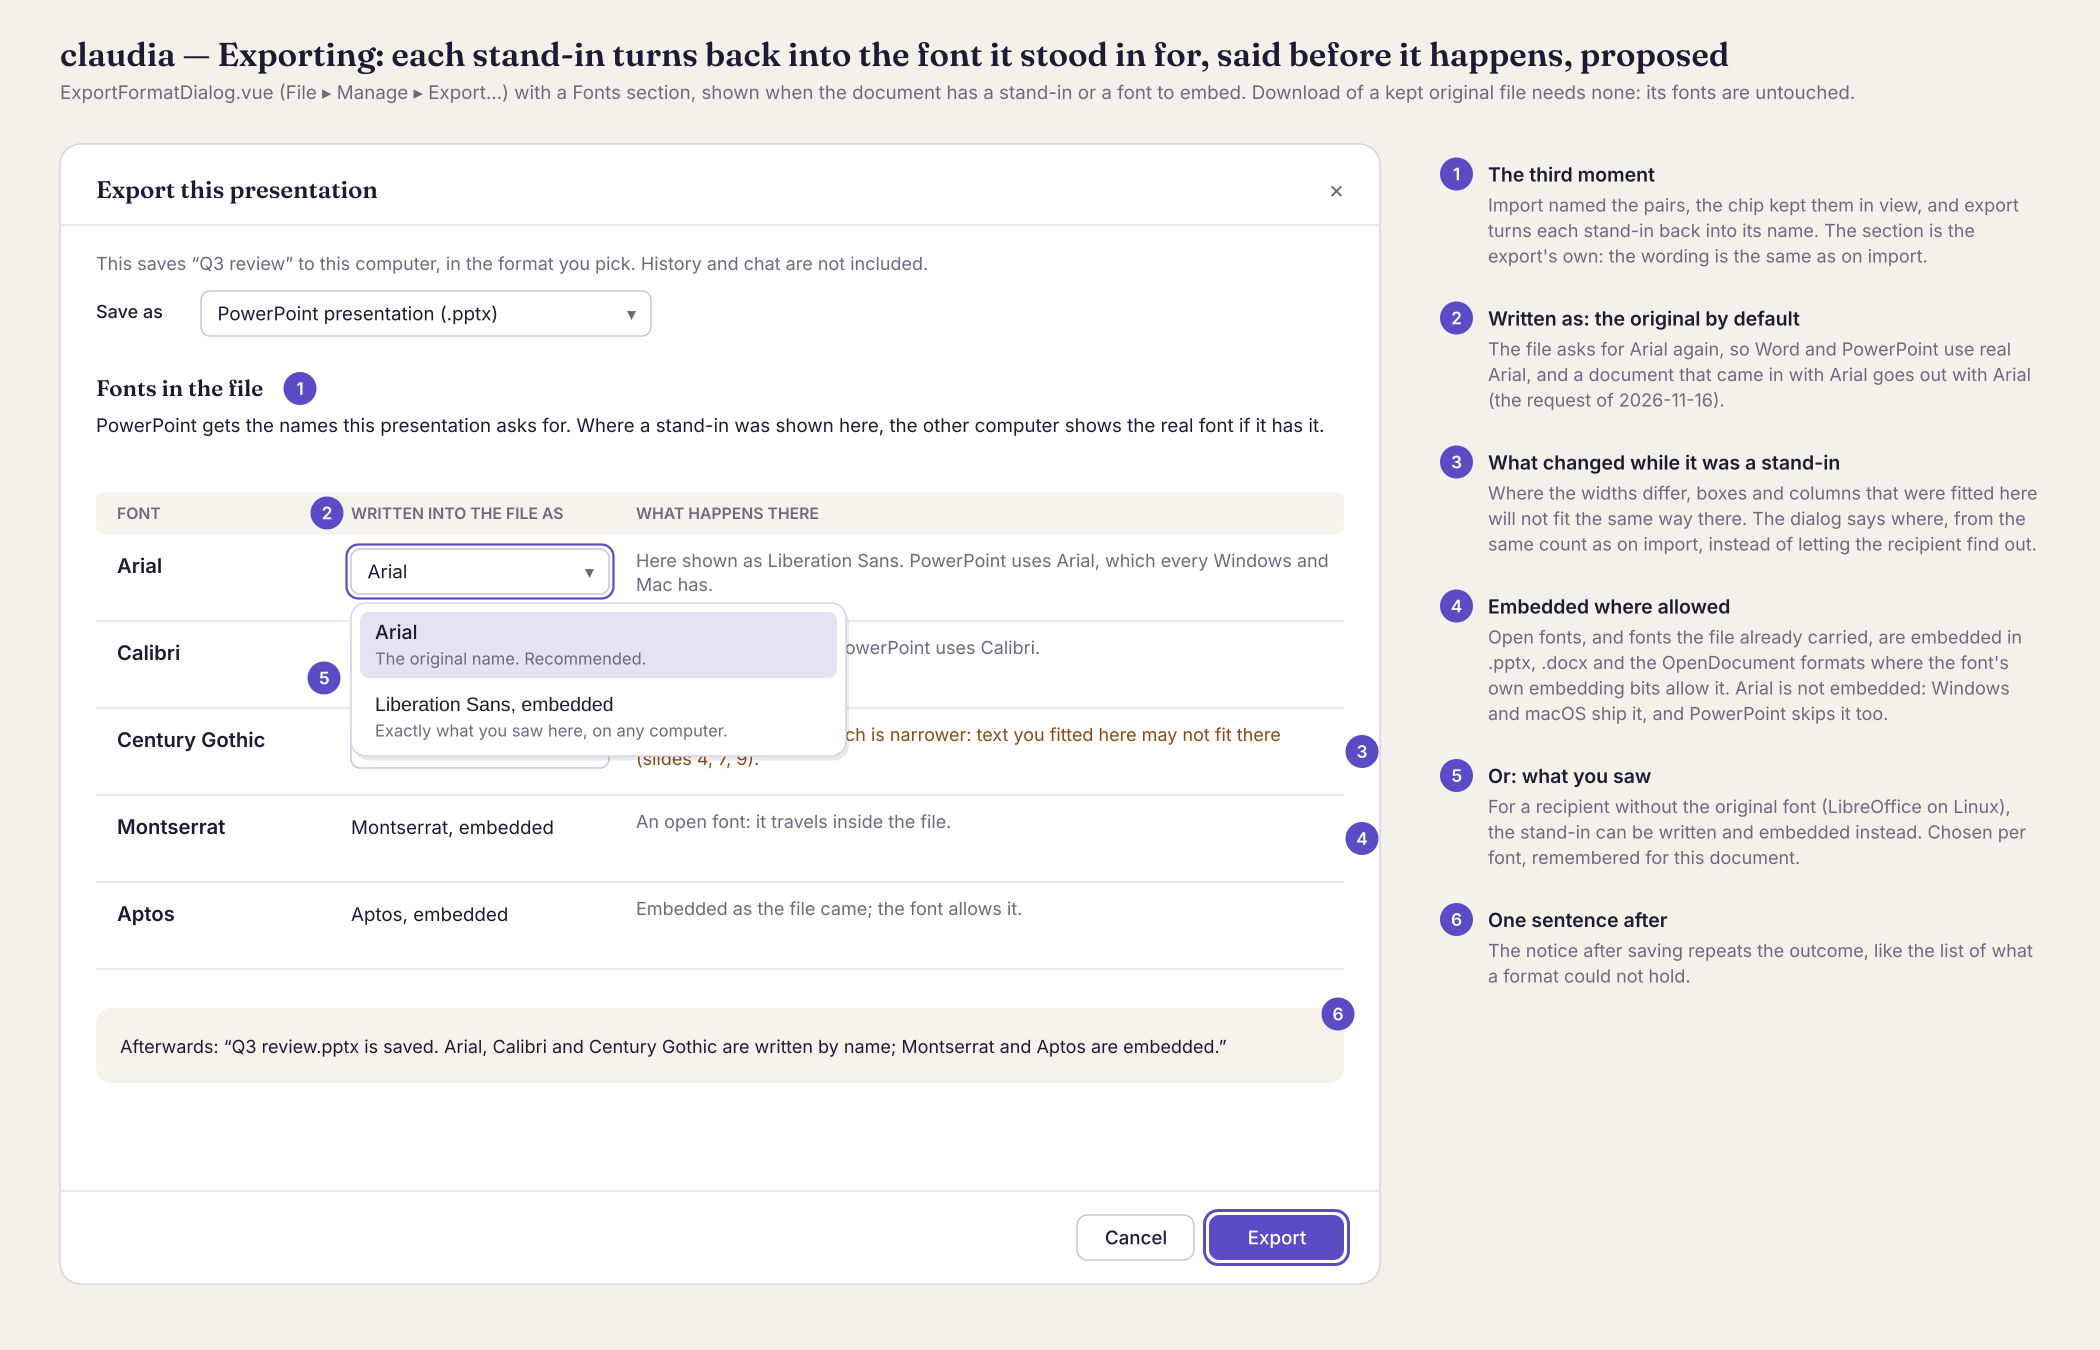 claudia — Exporting: each stand-in turns back into the font it stood in for, said before it happens, proposed
ExportFormatDialog.vue (File ▸ Manage ▸ Export…) with a Fonts section, shown when the document has a stand-in or a font to embed. Download of a kept original file needs none: its fonts are untouched.
Export this presentation
×
This saves “Q3 review” to this computer, in the format you pick. History and chat are not included.
Save as
PowerPoint presentation (.pptx) ▾
Fonts in the file 1
PowerPoint gets the names this presentation asks for. Where a stand-in was shown here, the other computer shows the real font if it has it.
FONT
2 WRITTEN INTO THE FILE AS
WHAT HAPPENS THERE
Arial
Arial ▾
Here shown as Liberation Sans. PowerPoint uses Arial, which every Windows and
Mac has.
Arial
The original name. Recommended.
Liberation Sans, embedded
Exactly what you saw here, on any computer.
5
Calibri
PowerPoint uses Calibri.
Century Gothic
is narrower: text you fitted here may not fit there
(slides 4, 7, 9).
3
Montserrat
Montserrat, embedded
An open font: it travels inside the file.
4
Aptos
Aptos, embedded
Embedded as the file came; the font allows it.
6
Afterwards: “Q3 review.pptx is saved. Arial, Calibri and Century Gothic are written by name; Montserrat and Aptos are embedded.”
Cancel
Export
1 The third moment
Import named the pairs, the chip kept them in view, and export
turns each stand-in back into its name. The section is the
export's own: the wording is the same as on import.
2 Written as: the original by default
The file asks for Arial again, so Word and PowerPoint use real
Arial, and a document that came in with Arial goes out with Arial
(the request of 2026-11-16).
3 What changed while it was a stand-in
Where the widths differ, boxes and columns that were fitted here
will not fit the same way there. The dialog says where, from the
same count as on import, instead of letting the recipient find out.
4 Embedded where allowed
Open fonts, and fonts the file already carried, are embedded in
.pptx, .docx and the OpenDocument formats where the font's
own embedding bits allow it. Arial is not embedded: Windows
and macOS ship it, and PowerPoint skips it too.
5 Or: what you saw
For a recipient without the original font (LibreOffice on Linux),
the stand-in can be written and embedded instead. Chosen per
font, remembered for this document.
6 One sentence after
The notice after saving repeats the outcome, like the list of what
a format could not hold.